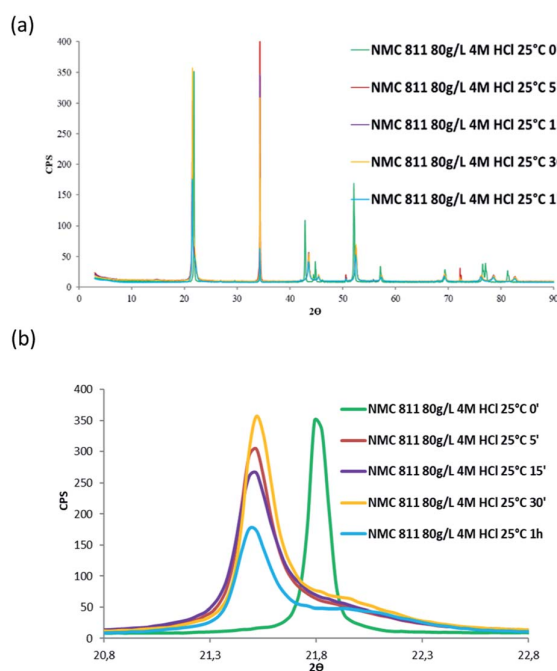 (a)
400
350
300
250
200
150
100
50
0
CPS
0 10 20 30 40 50 60 70 80 90
2Θ
NMC 811 80g/L 4M HCl 25°C 0
NMC 811 80g/L 4M HCl 25°C 5
NMC 811 80g/L 4M HCl 25°C 1
NMC 811 80g/L 4M HCl 25°C 3
NMC 811 80g/L 4M HCl 25°C 1
(b)
400
350
300
250
200
150
100
50
0
CPS
20,8 21,3 21,8 22,3 22,8
2Θ
NMC 811 80g/L 4M HCl 25°C 0'
NMC 811 80g/L 4M HCl 25°C 5'
NMC 811 80g/L 4M HCl 25°C 15'
NMC 811 80g/L 4M HCl 25°C 30'
NMC 811 80g/L 4M HCl 25°C 1h